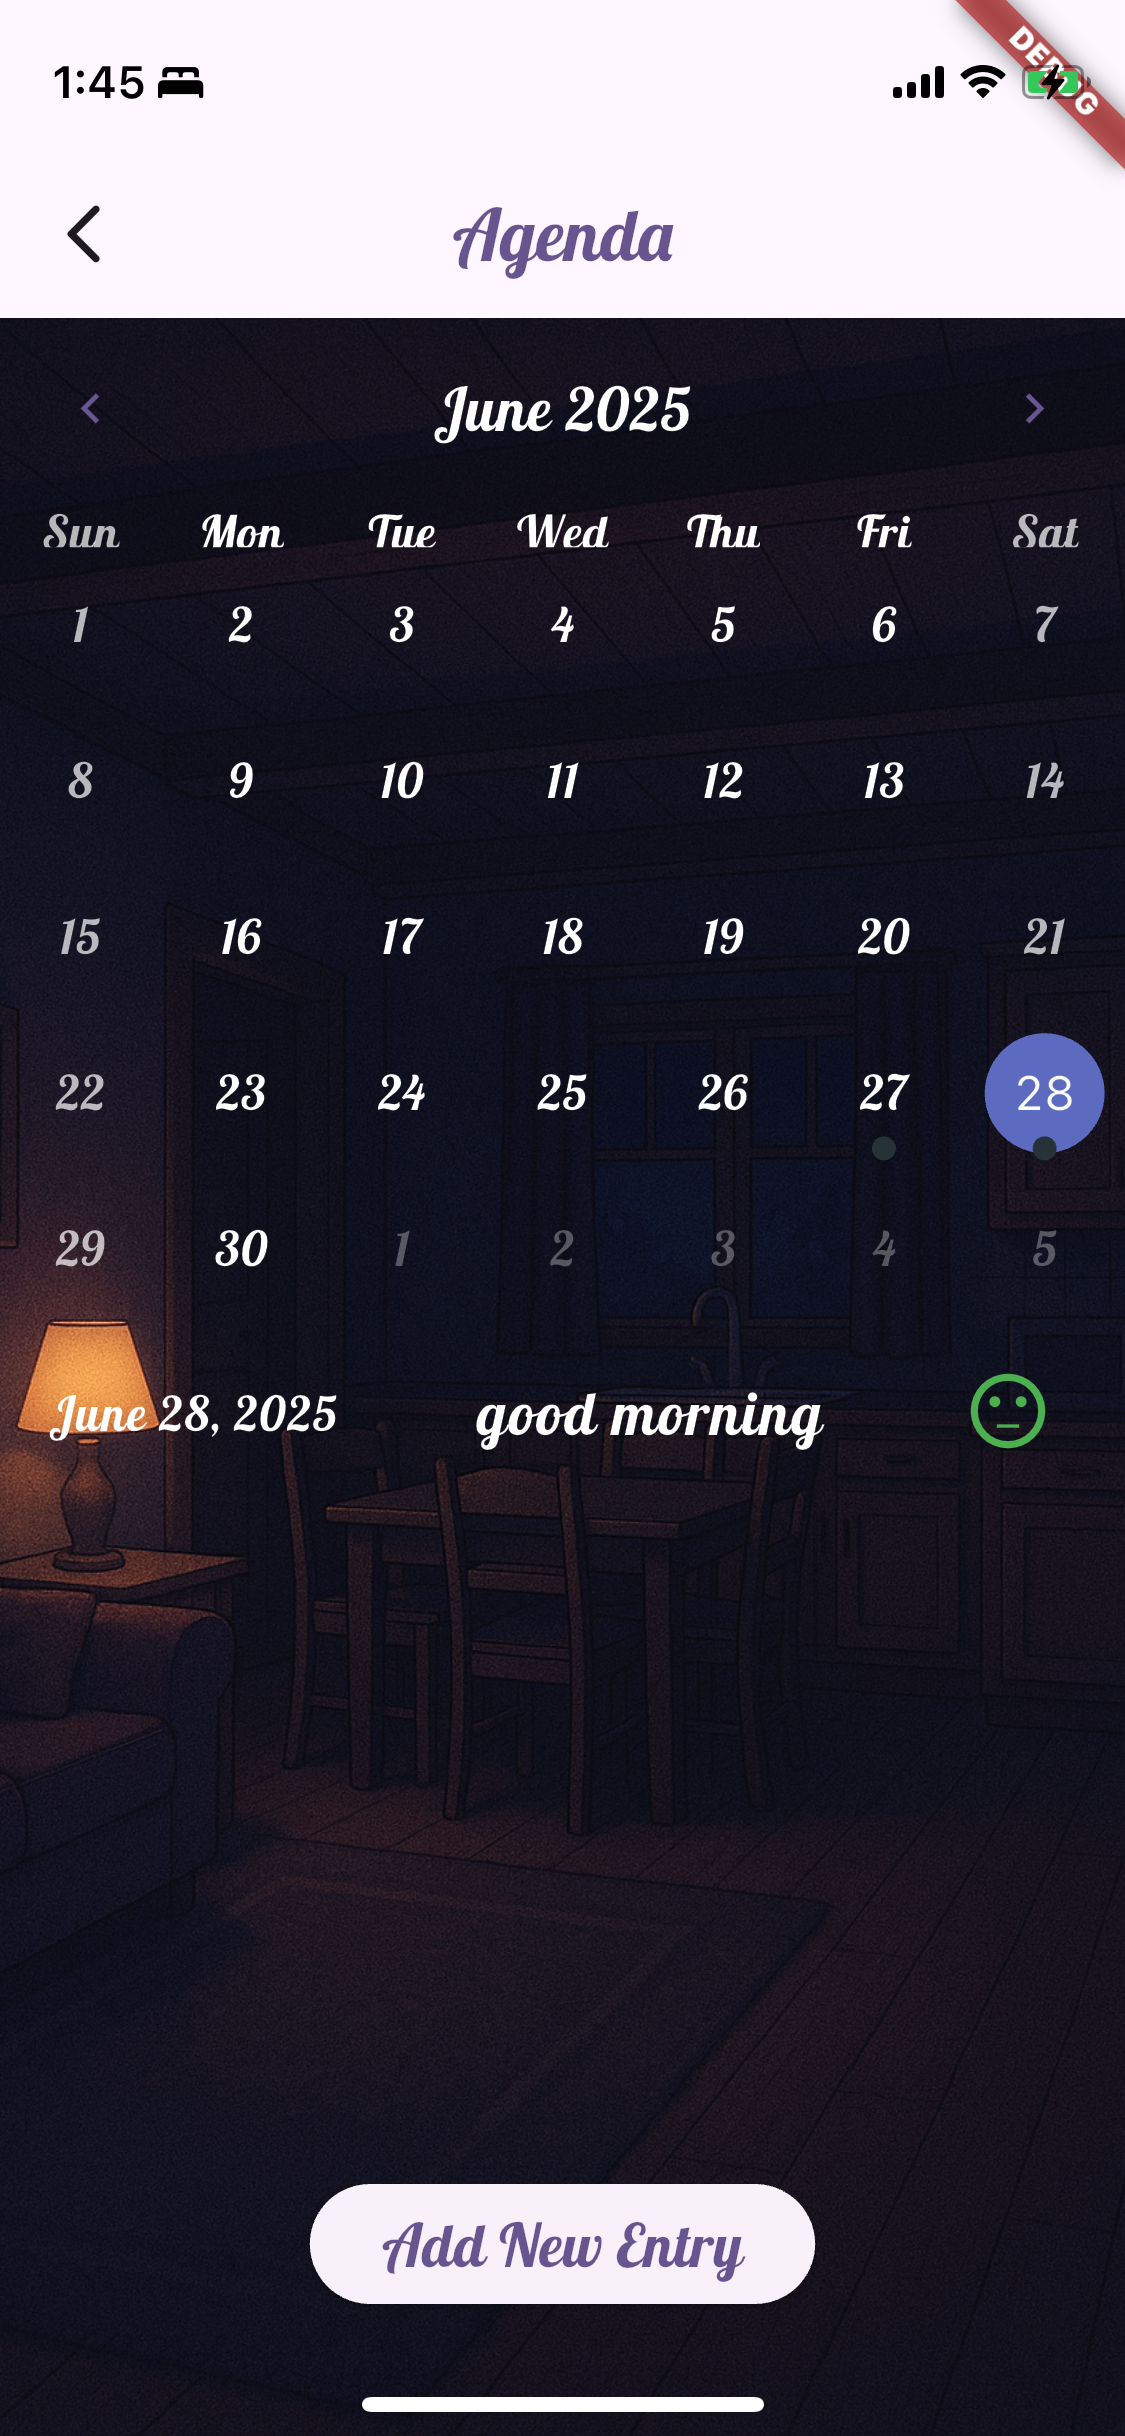 1:45
DEBUG
Agenda
June 2025
Sun Mon Tue Wed Thu Fri Sat
1 2 3 4 5 6 7
8 9 10 11 12 13 14
15 16 17 18 19 20 21
22 23 24 25 26 27 28
29 30 1 2 3 4 5
June 28, 2025 good morning
Add New Entry